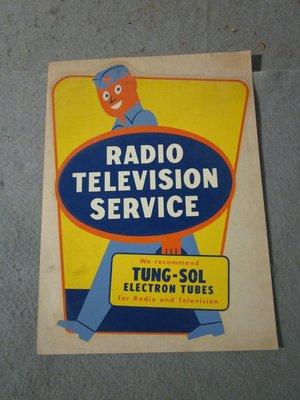 RADIO
TELEVISION
SERVICE
We recommend
TUNG-SOL
ELECTRON TUBES
for Radio and Television